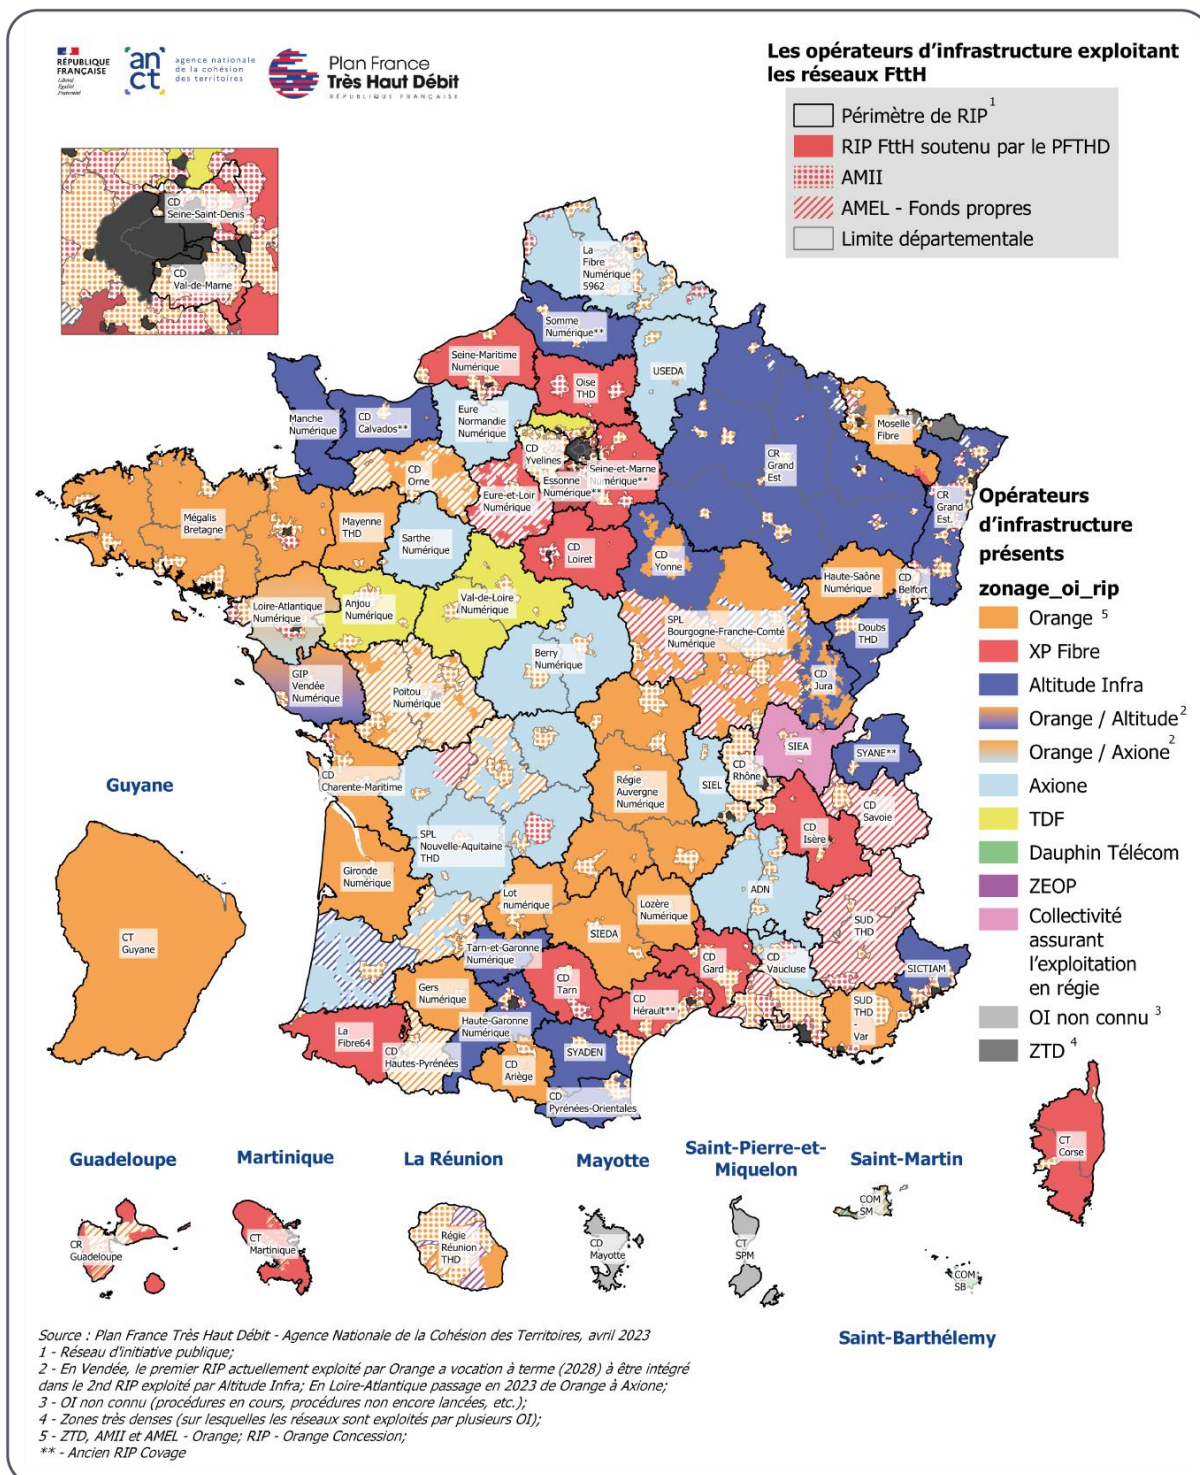 RÉPUBLIQUE
FRANÇAISE
Liberté
Égalité
Fraternité
an
ct
agence nationale
de la cohésion
des territoires
Plan France
Très Haut Débit
RÉPUBLIQUE FRANÇAISE
Les opérateurs d'infrastructure exploitant
les réseaux FttH
Périmètre de RIP 1
RIP FttH soutenu par le PFTHD
AMII
AMEL - Fonds propres
Limite départementale
CD
Seine-Saint-Denis
CD
Val-de-Marne
La
Fibre
Numérique
5962
Somme
Numérique**
Seine-Maritime
Numérique
Oise
THD
USEDA
Manche
Numérique
CD
Calvados**
Eure
Normandie
Numérique
CD
Yvelines
Moselle
Fibre
CD
Orne
Essonne
Numérique**
Seine-et-Marne
Numérique**
CR
Grand
Est
Eure-et-Loir
Numérique
CR
Grand
Est.
Mégalis
Bretagne
Mayenne
THD
Sarthe
Numérique
CD
Loiret
CD
Yonne
Haute-Saône
Numérique
CD
Belfort
Loire-Atlantique
Numérique
Anjou
Numérique
Val-de-Loire
Numérique
SPL
Bourgogne-Franche-Comté
Numérique
Doubs
THD
GIP
Vendée
Numérique
Poitou
Numérique
Berry
Numérique
CD
Jura
SIEA
SYANE**
CD
Charente-Maritime
Régie
Auvergne
Numérique
SIEL
CD
Rhône
CD
Savoie
SPL
Nouvelle-Aquitaine
THD
CD
Isère
Gironde
Numérique
Lot
numérique
Lozère
Numérique
ADN
SIEDA
SUD
THD
Tarn-et-Garonne
Numérique
CD
Gard
CD
Vaucluse
SICTIAM
Gers
Numérique
CD
Tarn
CD
Hérault**
SUD
THD
-
Var
La
Fibre64
CD
Hautes-Pyrénées
Haute-Garonne
Numérique
CD
Ariège
SYADEN
CD
Pyrénées-Orientales
Opérateurs
d'infrastructure
présents
zonage_oi_rip
Orange 5
XP Fibre
Altitude Infra
Orange / Altitude 2
Orange / Axione 2
Axione
TDF
Dauphin Télécom
ZEOP
Collectivité
assurant
l'exploitation
en régie
OI non connu 3
ZTD 4
Guyane
CT
Guyane
CT
Corse
Guadeloupe
CR
Guadeloupe
Martinique
CT
Martinique
La Réunion
Régie
Réunion
THD
Mayotte
CD
Mayotte
Saint-Pierre-et-
Miquelon
CT
SPM
Saint-Martin
COM
SM
COM
SB
Saint-Barthélemy
Source : Plan France Très Haut Débit - Agence Nationale de la Cohésion des Territoires, avril 2023
1 - Réseau d'initiative publique;
2 - En Vendée, le premier RIP actuellement exploité par Orange a vocation à terme (2028) à être intégré
dans le 2nd RIP exploité par Altitude Infra; En Loire-Atlantique passage en 2023 de Orange à Axione;
3 - OI non connu (procédures en cours, procédures non encore lancées, etc.);
4 - Zones très denses (sur lesquelles les réseaux sont exploités par plusieurs OI);
5 - ZTD, AMII et AMEL - Orange; RIP - Orange Concession;
** - Ancien RIP Covage